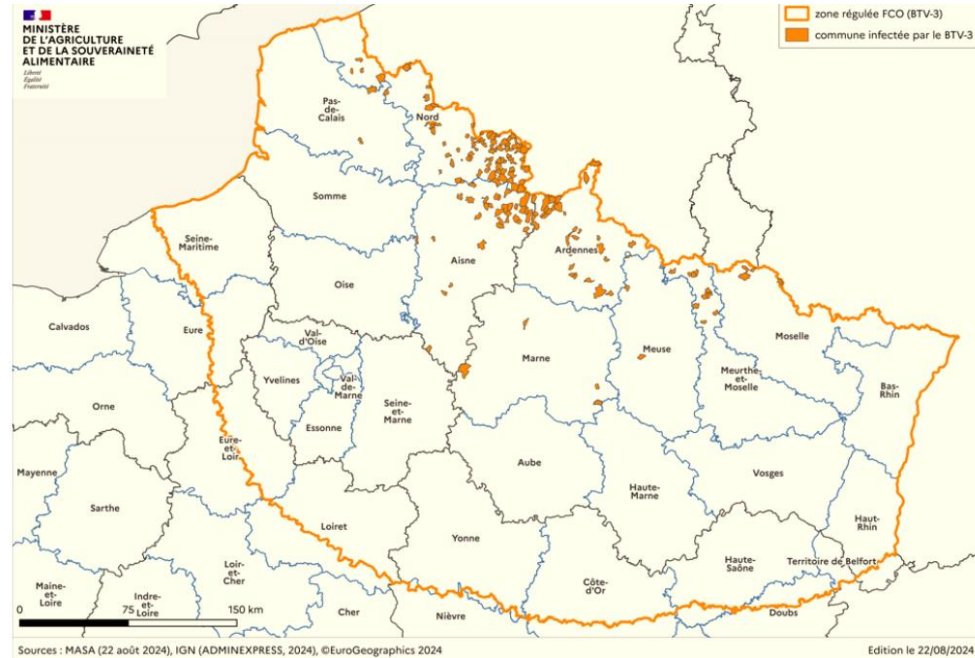 MINISTÈRE
DE L'AGRICULTURE
ET DE LA SOUVERAINETÉ
ALIMENTAIRE
Liberté
Égalité
Fraternité
zone régulée FCO (BTV-3)
commune infectée par le BTV-3
Pas-
de-
Calais
Nord
Somme
Seine-
Maritime
Aisne
Ardennes
Oise
Calvados
Eure
Val-
d'Oise
Marne
Meuse
Moselle
Yvelines
Val-
de-
Marne
Seine-
et-
Marne
Meurthe-
et-
Moselle
Bas-
Rhin
Orne
Essonne
Eure-
et-
Loir
Aube
Vosges
Mayenne
Haute-
Marne
Sarthe
Loiret
Yonne
Haut-
Rhin
Loir-
et-
Cher
Côte-
d'Or
Haute-
Saône
Territoire de Belfort
Maine-
et-
Loire
Indre-
et-
Loire
Cher
Nièvre
Doubs
0 75 150 km
Sources : MASA (22 août 2024), IGN (ADMINEXPRESS, 2024), ©EuroGeographics 2024
Edition le 22/08/2024